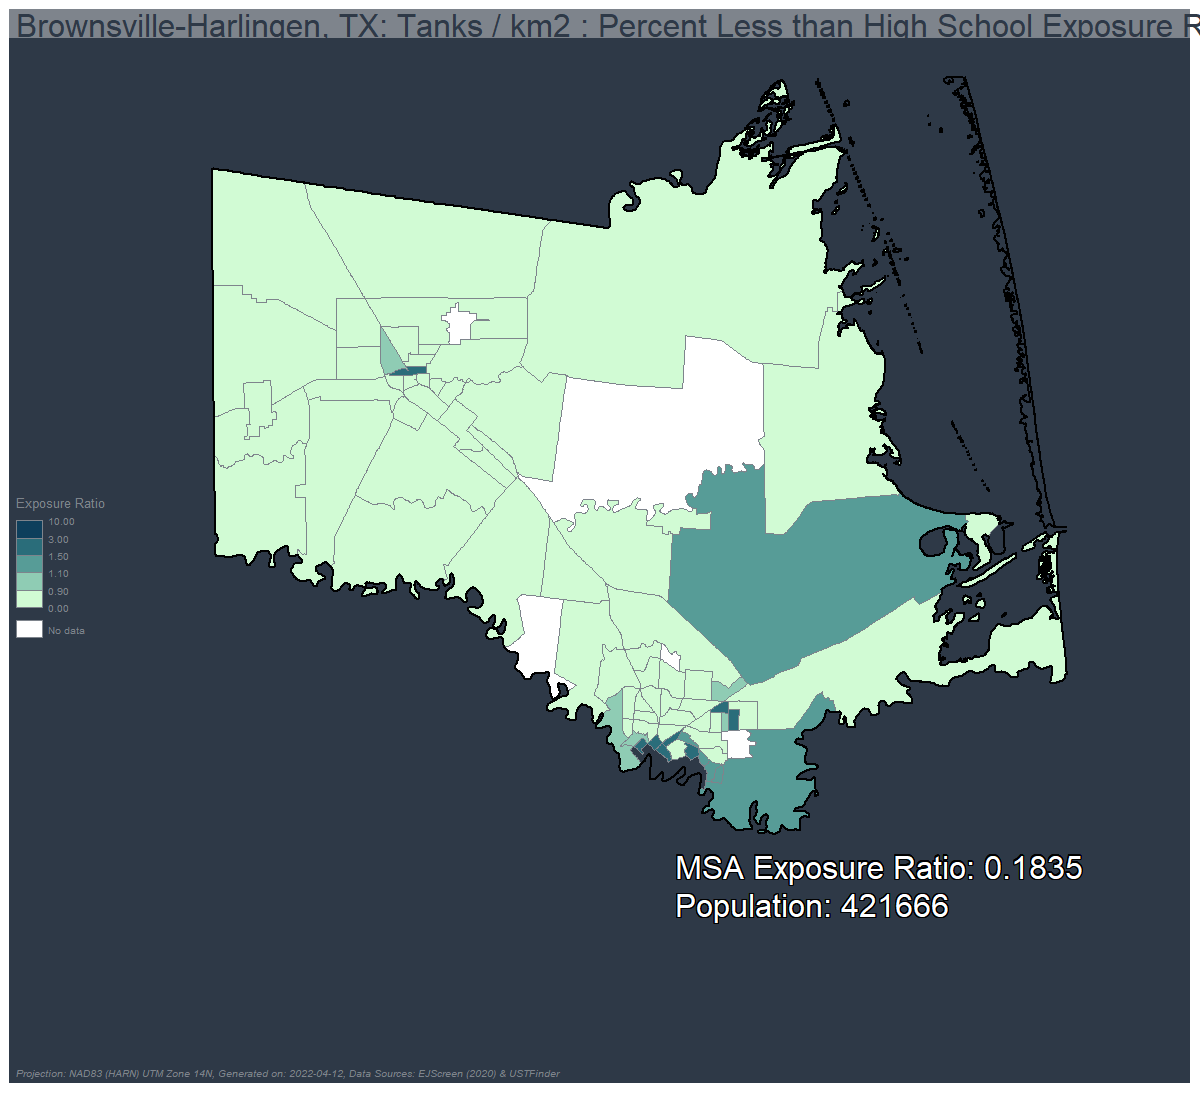 Brownsville-Harlingen, TX: Tanks / km2 : Percent Less than High School Exposure R
Exposure Ratio
10.00
3.00
1.50
1.10
0.90
0.00
No data
MSA Exposure Ratio: 0.1835
Population: 421666
Projection: NAD83 (HARN) UTM Zone 14N, Generated on: 2022-04-12, Data Sources: EJScreen (2020) & USTFinder